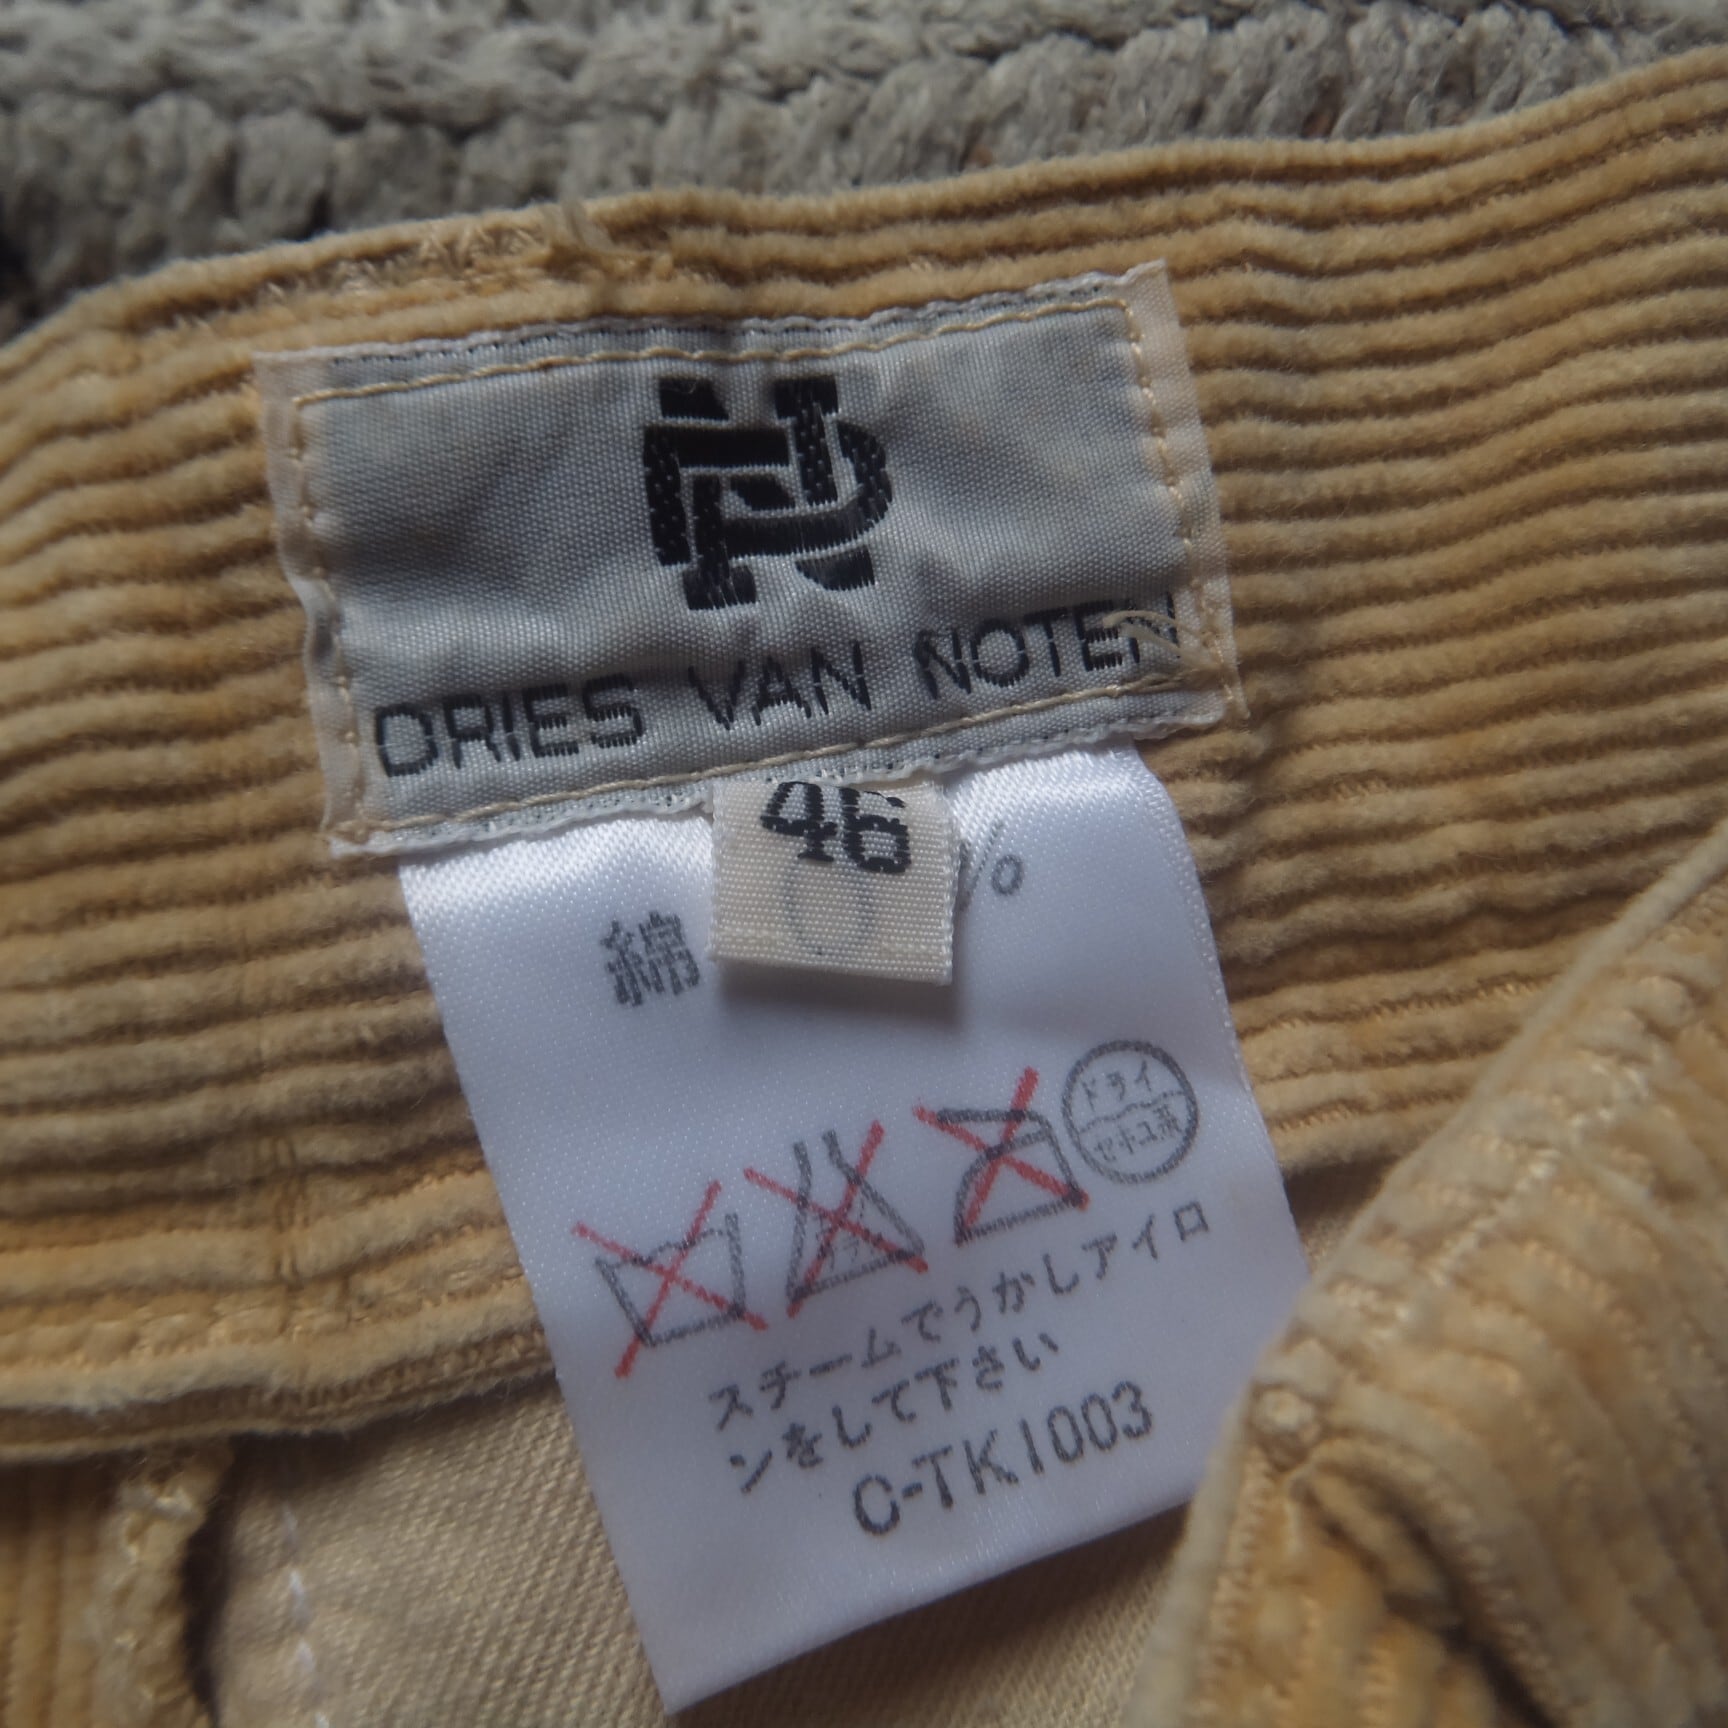 DRIES VAN NOTEN
46
綿 %
ドライ
セキユ系
スチームでうかしアイロ
ンをして下さい
C-TK1003